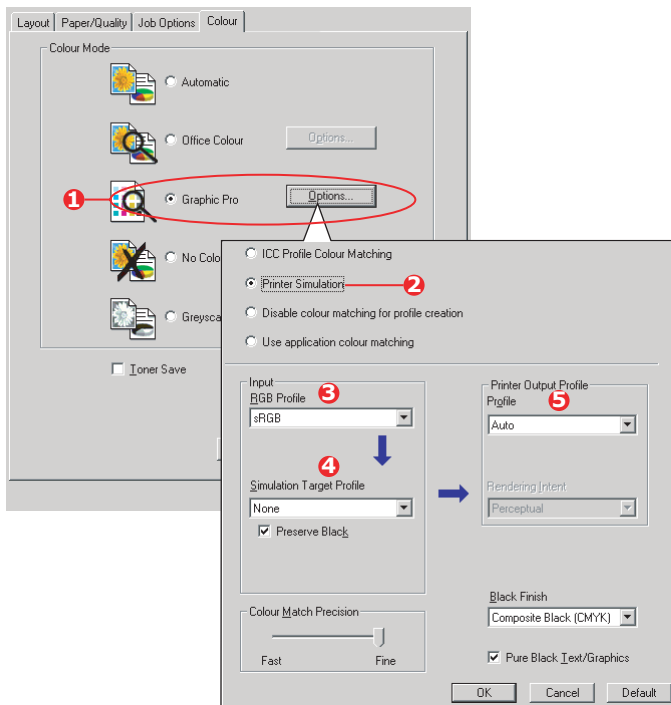 Layout Paper/Quality Job Options Colour
Colour Mode
Automatic
Office Colour Options...
1 Graphic Pro Options...
No Colo
Greysca
Toner Save
ICC Profile Colour Matching
Printer Simulation 2
Disable colour matching for profile creation
Use application colour matching
Input
RGB Profile 3
sRGB
4
Simulation Target Profile
None
Preserve Black
Printer Output Profile
Profile 5
Auto
Rendering Intent
Perceptual
Colour Match Precision
Fast Fine
Black Finish
Composite Black (CMYK)
Pure Black Text/Graphics
OK Cancel Default